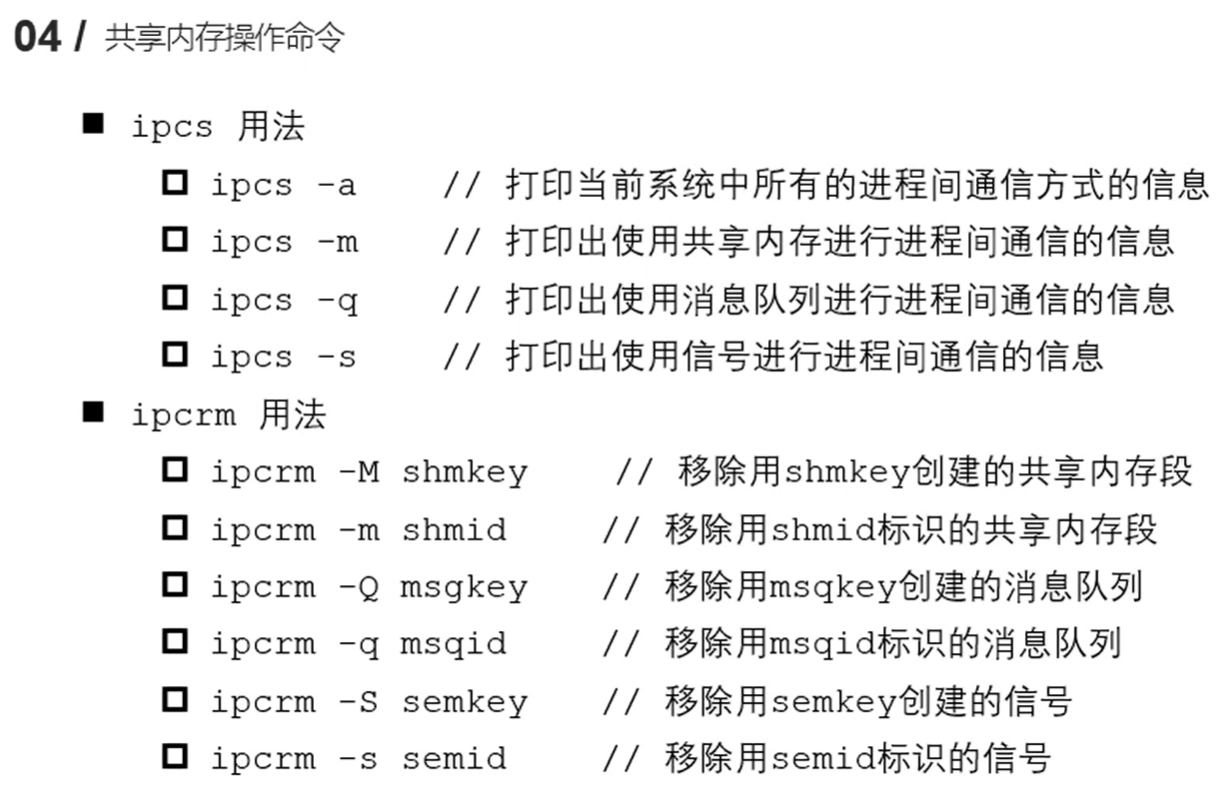 04 / 共享内存操作命令
ipcs 用法
ipcs -a // 打印当前系统中所有的进程间通信方式的信息
ipcs -m // 打印出使用共享内存进行进程间通信的信息
ipcs -q // 打印出使用消息队列进行进程间通信的信息
ipcs -s // 打印出使用信号进行进程间通信的信息
ipcrm 用法
ipcrm -M shmkey // 移除用shmkey创建的共享内存段
ipcrm -m shmid // 移除用shmid标识的共享内存段
ipcrm -Q msgkey // 移除用msqkey创建的消息队列
ipcrm -q msqid // 移除用msqid标识的消息队列
ipcrm -S semkey // 移除用semkey创建的信号
ipcrm -s semid // 移除用semid标识的信号